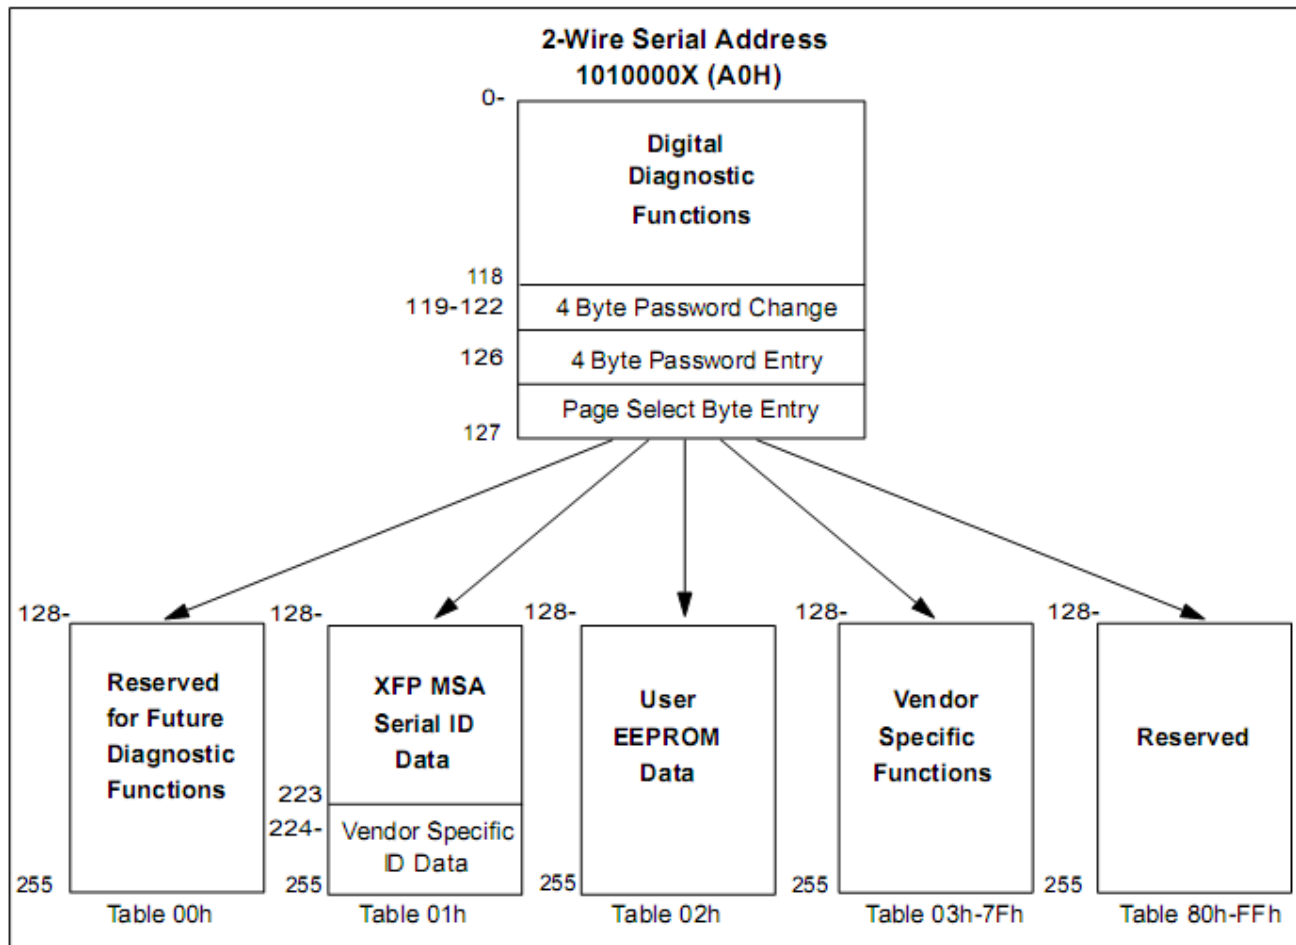 2-Wire Serial Address
1010000X (A0H)
0-
Digital
Diagnostic
Functions
118
119-122
4 Byte Password Change
126
4 Byte Password Entry
Page Select Byte Entry
127
128-
Reserved
for Future
Diagnostic
Functions
255
Table 00h
128-
XFP MSA
Serial ID
Data
223
224-
Vendor Specific
ID Data
255
Table 01h
128-
User
EEPROM
Data
255
Table 02h
128-
Vendor
Specific
Functions
255
Table 03h-7Fh
128-
Reserved
255
Table 80h-FFh